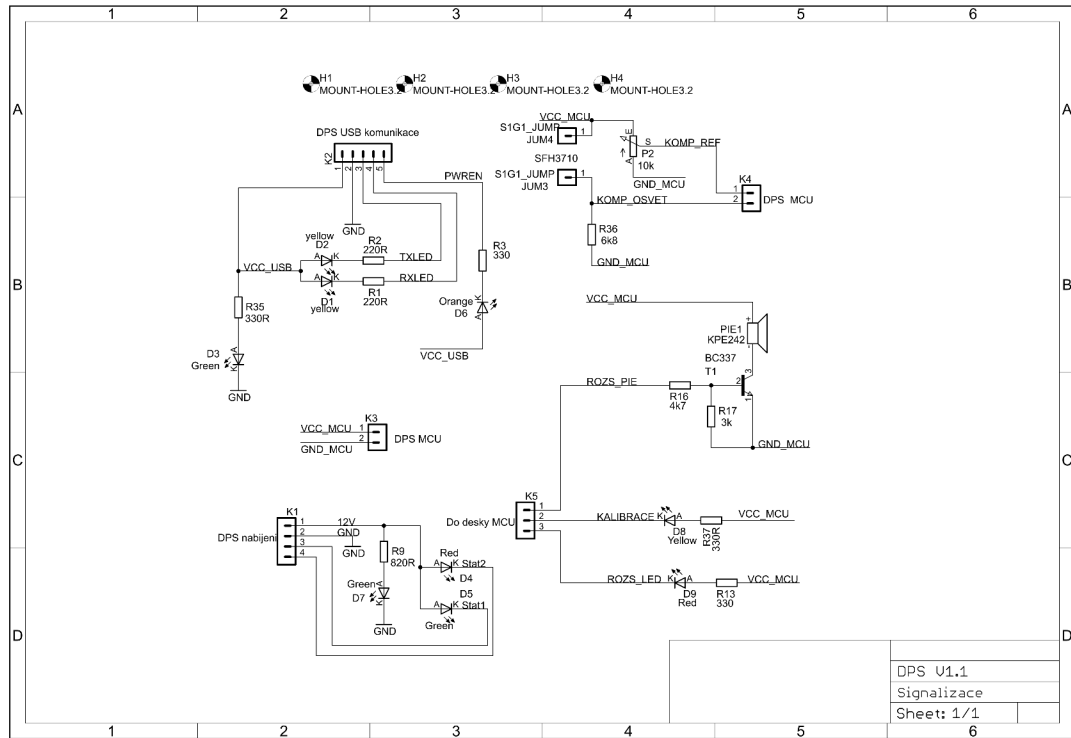 1 2 3 4 5 6
A A
B B
C C
D D
H1 H2 H3 H4
MOUNT-HOLE3.2 MOUNT-HOLE3.2 MOUNT-HOLE3.2 MOUNT-HOLE3.2
DPS USB komunikace
K2
1 2 3 4 5
PWREN
GND
yellow
D2
A K
R2
220R
TXLED
VCC_USB
A K
D1
yellow
R1
220R
RXLED
R3
330
Orange
D6
K
A
VCC_USB
R35
330R
D3
Green
A
K
GND
VCC_MCU
S1G1_JUMP
JUM4
1
E
S
A
P2
10k
KOMP_REF
GND_MCU
SFH3710
S1G1_JUMP
JUM3
1
KOMP_OSVET
K4
1
2
DPS MCU
R36
6k8
GND_MCU
VCC_MCU
+
PIE1
KPE242
-
BC337
T1
3
2
1
ROZS_PIE
R16
4k7
R17
3k
GND_MCU
K3
VCC_MCU 1
GND_MCU 2
DPS MCU
K1
DPS nabijeni
1
2
3
4
12V
GND
GND
R9
820R
Green
D7
A
K
GND
Red
A K Stat2
D4
D5
A K Stat1
Green
K5
Do desky MCU
1
2
3
KALIBRACE
K A
D8
Yellow
R37
330R
VCC_MCU
ROZS_LED
K A
D9
Red
R13
330
VCC_MCU
DPS V1.1
Signalizace
Sheet: 1/1
1 2 3 4 5 6